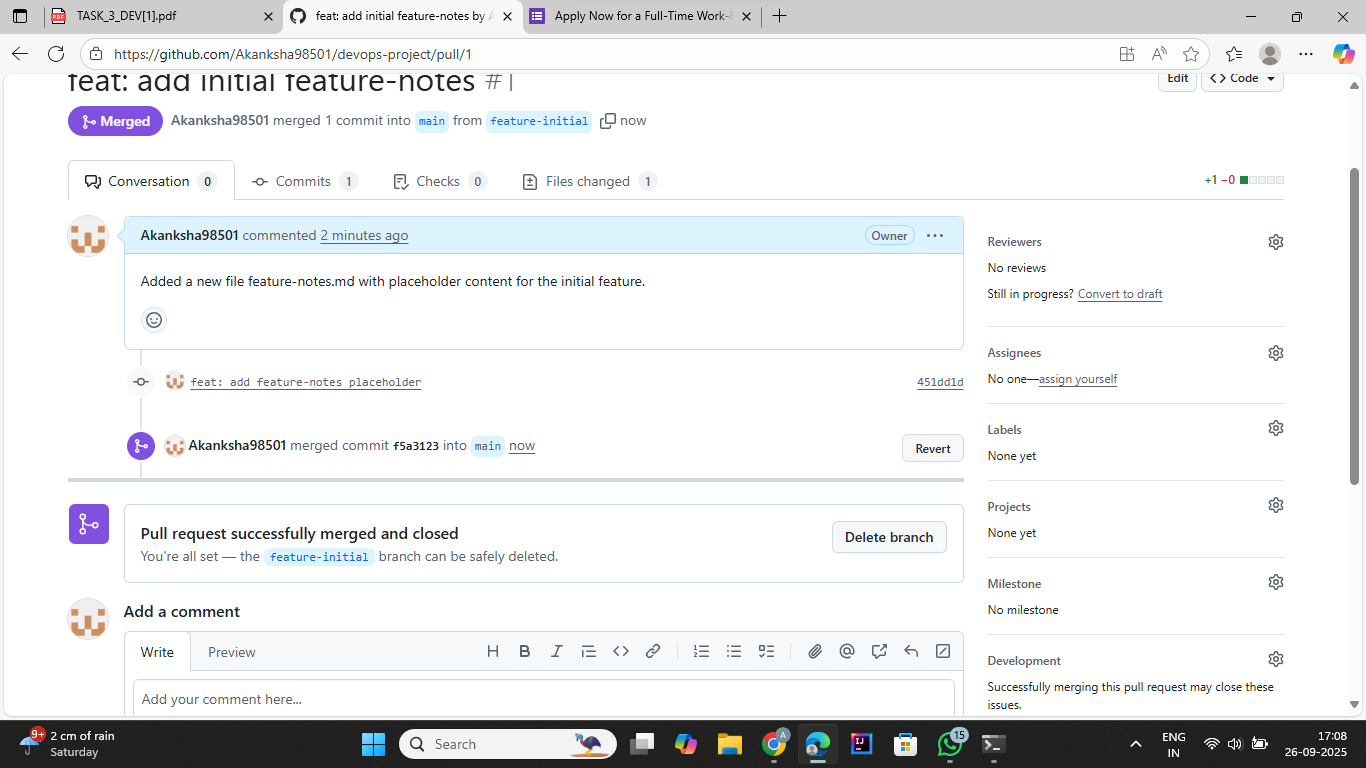 TASK_3_DEV[1].pdf
feat: add initial feature-notes by A
Apply Now for a Full-Time Work-F
https://github.com/Akanksha98501/devops-project/pull/1
feat: add initial feature-notes #1
Edit
Code
Merged
Akanksha98501 merged 1 commit into main from feature-initial now
Conversation 0
Commits 1
Checks 0
Files changed 1
+1 −0
Akanksha98501 commented 2 minutes ago
Owner
Added a new file feature-notes.md with placeholder content for the initial feature.
feat: add feature-notes placeholder
451dd1d
Akanksha98501 merged commit f5a3123 into main now
Revert
Pull request successfully merged and closed
You're all set — the feature-initial branch can be safely deleted.
Delete branch
Add a comment
Write
Preview
Add your comment here...
Reviewers
No reviews
Still in progress? Convert to draft
Assignees
No one—assign yourself
Labels
None yet
Projects
None yet
Milestone
No milestone
Development
Successfully merging this pull request may close these
issues.
9+
2 cm of rain
Saturday
Search
A
15
ENG
IN
17:08
26-09-2025